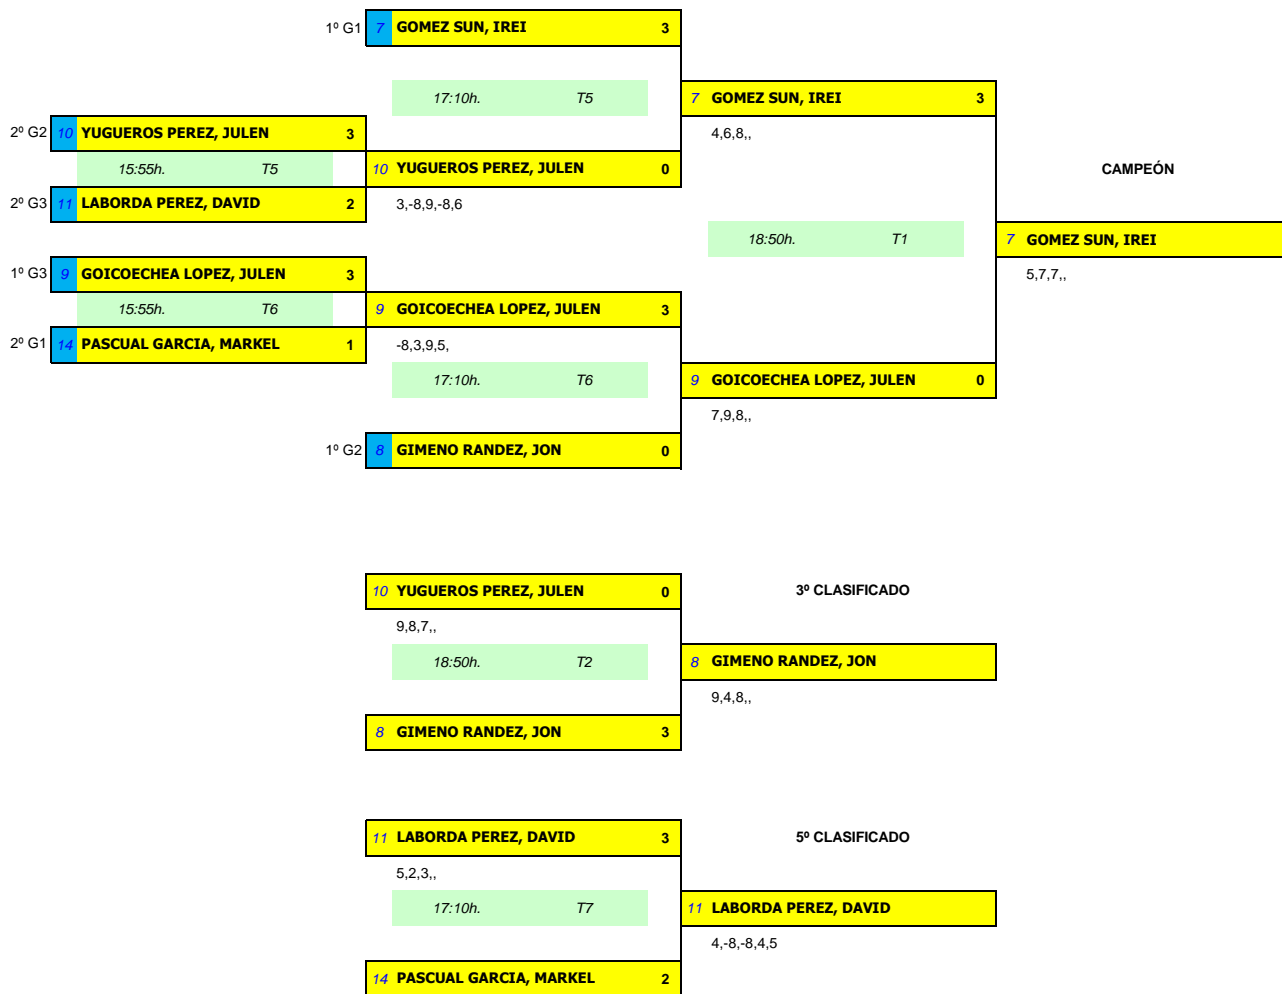 1º G1 7 GOMEZ SUN, IREI 3
17:10h. T5 7 GOMEZ SUN, IREI 3
2º G2 10 YUGUEROS PEREZ, JULEN 3 4,6,8,,
15:55h. T5 10 YUGUEROS PEREZ, JULEN 0 CAMPEÓN
2º G3 11 LABORDA PEREZ, DAVID 2 3,-8,9,-8,6
18:50h. T1 7 GOMEZ SUN, IREI
1º G3 9 GOICOECHEA LOPEZ, JULEN 3 5,7,7,,
15:55h. T6 9 GOICOECHEA LOPEZ, JULEN 3
2º G1 14 PASCUAL GARCIA, MARKEL 1 -8,3,9,5,
17:10h. T6 9 GOICOECHEA LOPEZ, JULEN 0
7,9,8,,
1º G2 8 GIMENO RANDEZ, JON 0
10 YUGUEROS PEREZ, JULEN 0 3º CLASIFICADO
9,8,7,,
18:50h. T2 8 GIMENO RANDEZ, JON
9,4,8,,
8 GIMENO RANDEZ, JON 3
11 LABORDA PEREZ, DAVID 3 5º CLASIFICADO
5,2,3,,
17:10h. T7 11 LABORDA PEREZ, DAVID
4,-8,-8,4,5
14 PASCUAL GARCIA, MARKEL 2